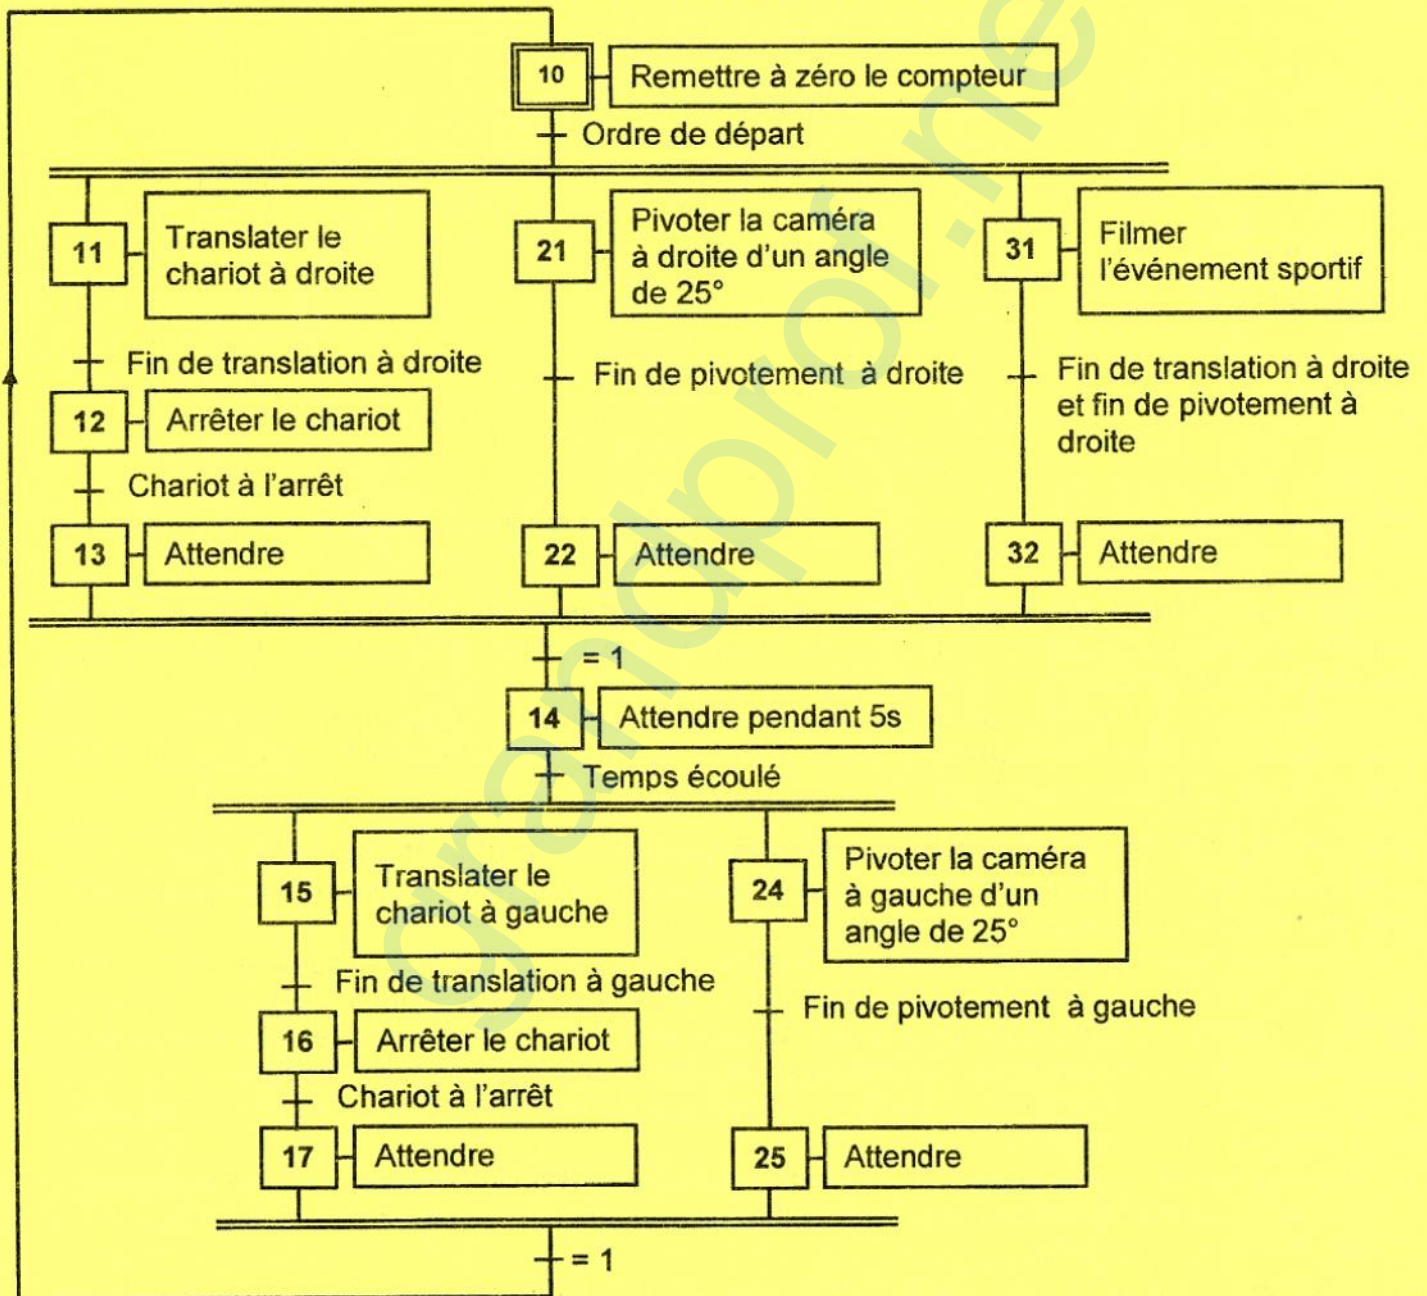 10
Remettre à zéro le compteur
Ordre de départ
11
Translater le
chariot à droite
21
Pivoter la caméra
à droite d'un angle
de 25°
31
Filmer
l'événement sportif
Fin de translation à droite
Fin de pivotement à droite
Fin de translation à droite
et fin de pivotement à
droite
12
Arrêter le chariot
Chariot à l'arrêt
13
Attendre
22
Attendre
32
Attendre
= 1
14
Attendre pendant 5s
Temps écoulé
15
Translater le
chariot à gauche
24
Pivoter la caméra
à gauche d'un
angle de 25°
Fin de translation à gauche
Fin de pivotement à gauche
16
Arrêter le chariot
Chariot à l'arrêt
17
Attendre
25
Attendre
= 1
grandprof.ne